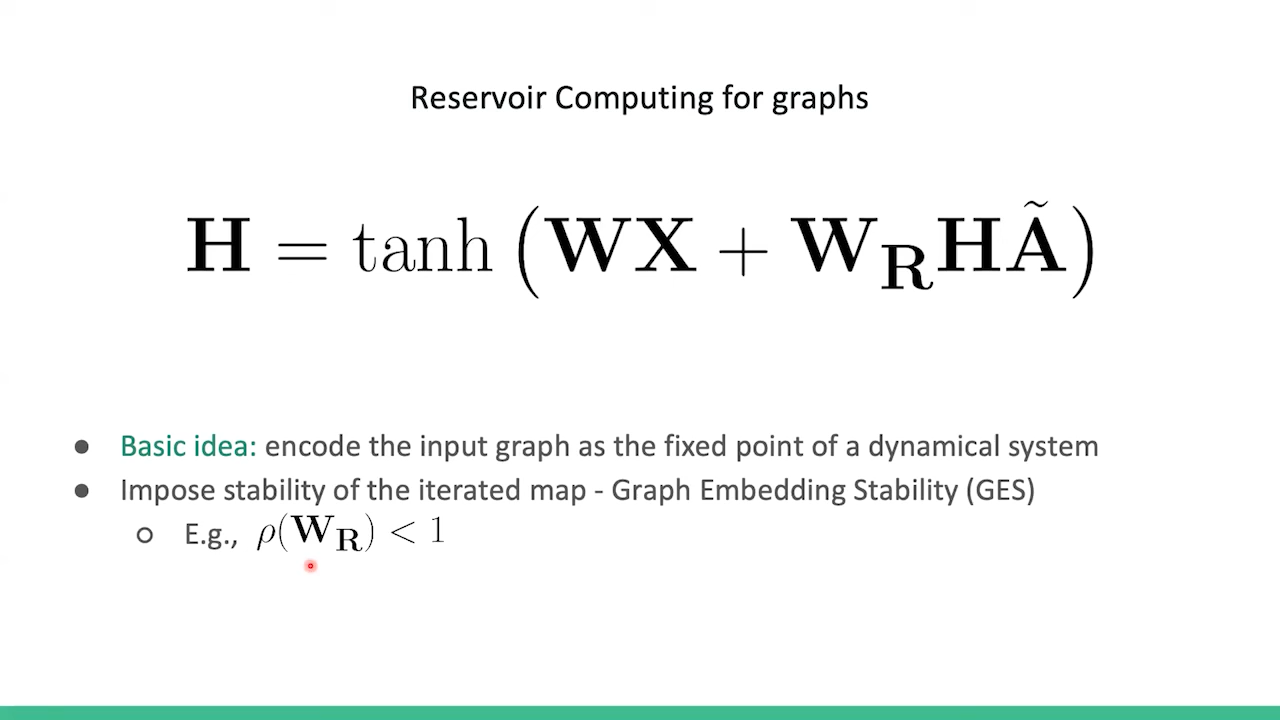 Reservoir Computing for graphs
H = tanh (WX + W_R HÃ)
● Basic idea: encode the input graph as the fixed point of a dynamical system
● Impose stability of the iterated map - Graph Embedding Stability (GES)
○ E.g., ρ(W_R) < 1